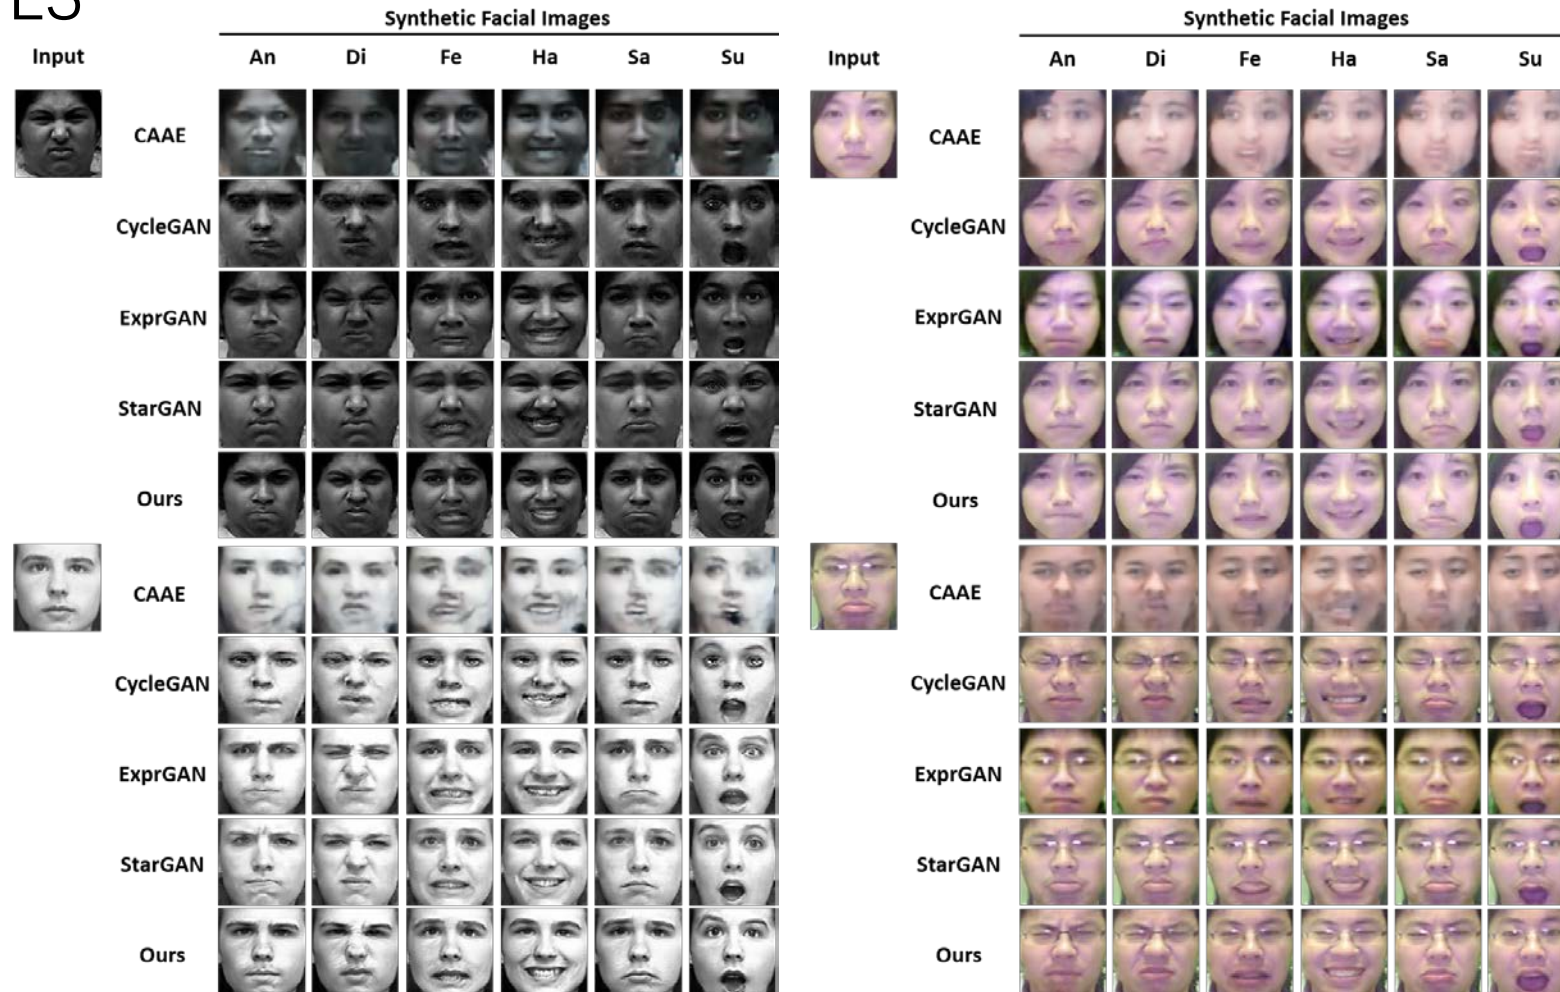 ES
Synthetic Facial Images
Input
An Di Fe Ha Sa Su
CAAE
CycleGAN
ExprGAN
StarGAN
Ours
CAAE
CycleGAN
ExprGAN
StarGAN
Ours
Synthetic Facial Images
Input
An Di Fe Ha Sa Su
CAAE
CycleGAN
ExprGAN
StarGAN
Ours
CAAE
CycleGAN
ExprGAN
StarGAN
Ours